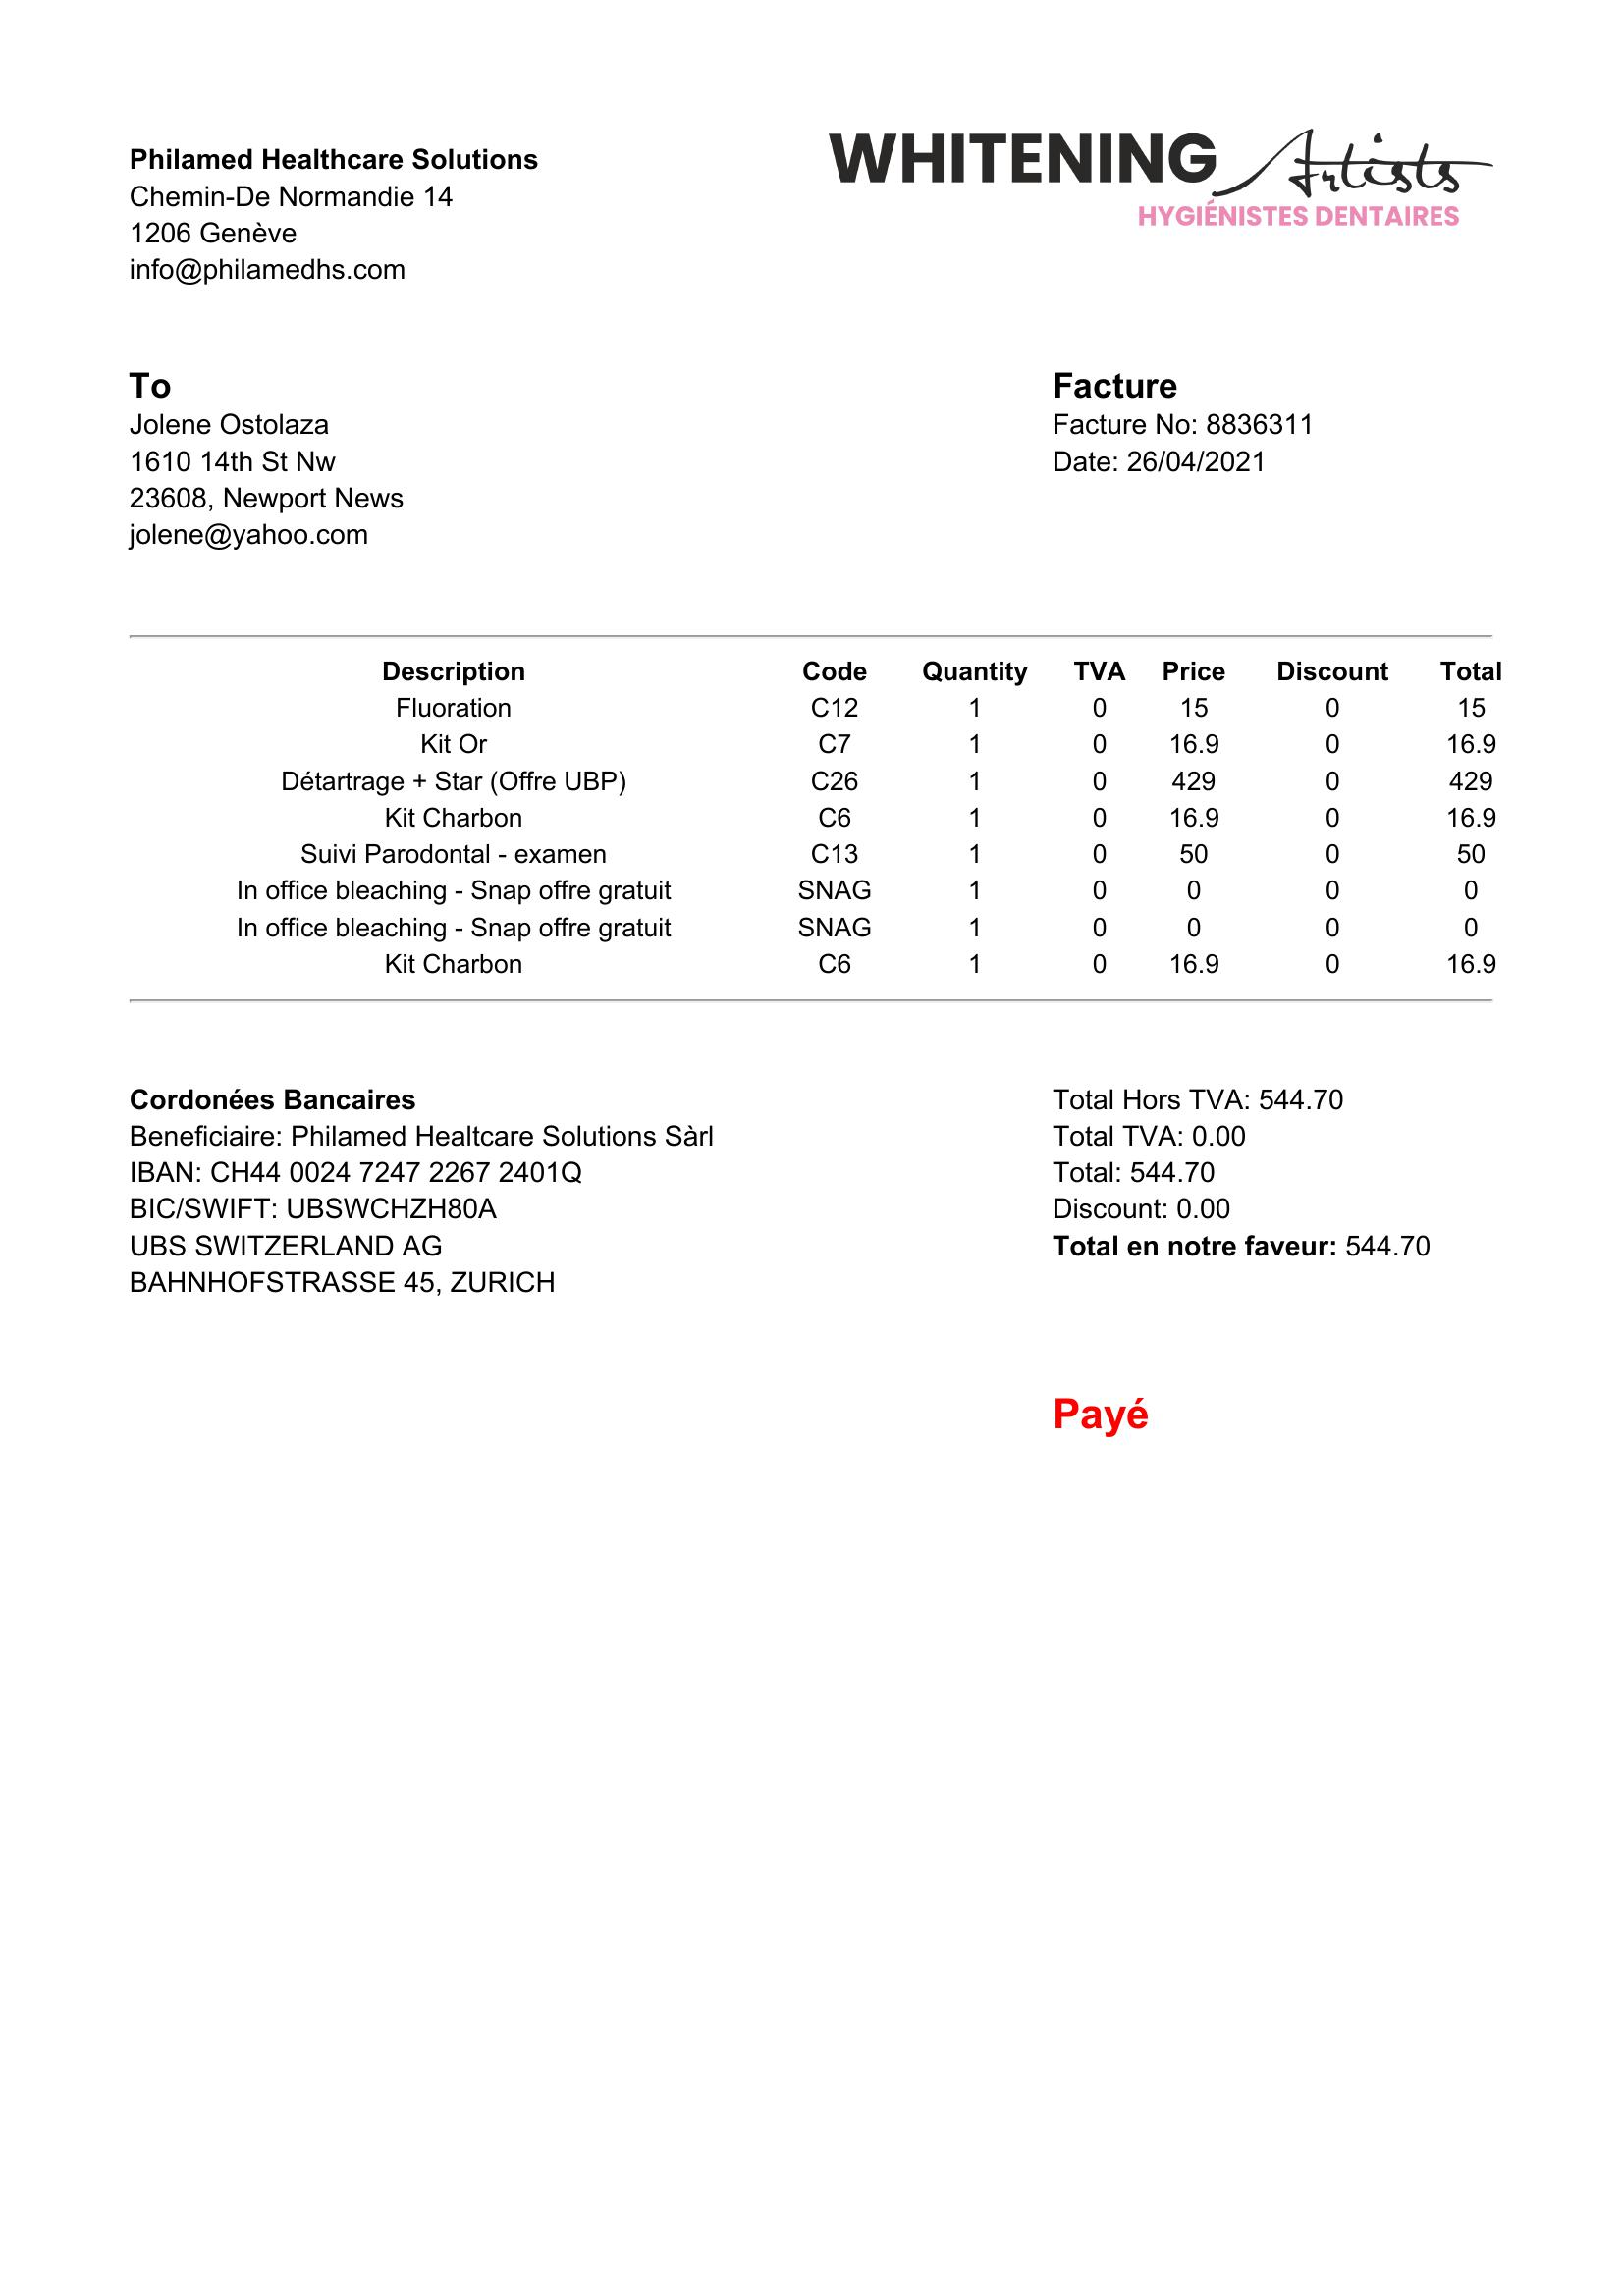 Philamed Healthcare Solutions
Chemin-De Normandie 14
1206 Genève
info@philamedhs.com
WHITENING Artists
HYGIÉNISTES DENTAIRES
To
Jolene Ostolaza
1610 14th St Nw
23608, Newport News
jolene@yahoo.com
Facture
Facture No: 8836311
Date: 26/04/2021
Description Code Quantity TVA Price Discount Total
Fluoration C12 1 0 15 0 15
Kit Or C7 1 0 16.9 0 16.9
Détartrage + Star (Offre UBP) C26 1 0 429 0 429
Kit Charbon C6 1 0 16.9 0 16.9
Suivi Parodontal - examen C13 1 0 50 0 50
In office bleaching - Snap offre gratuit SNAG 1 0 0 0 0
In office bleaching - Snap offre gratuit SNAG 1 0 0 0 0
Kit Charbon C6 1 0 16.9 0 16.9
Cordonées Bancaires
Beneficiaire: Philamed Healtcare Solutions Sàrl
IBAN: CH44 0024 7247 2267 2401Q
BIC/SWIFT: UBSWCHZH80A
UBS SWITZERLAND AG
BAHNHOFSTRASSE 45, ZURICH
Total Hors TVA: 544.70
Total TVA: 0.00
Total: 544.70
Discount: 0.00
Total en notre faveur: 544.70
Payé